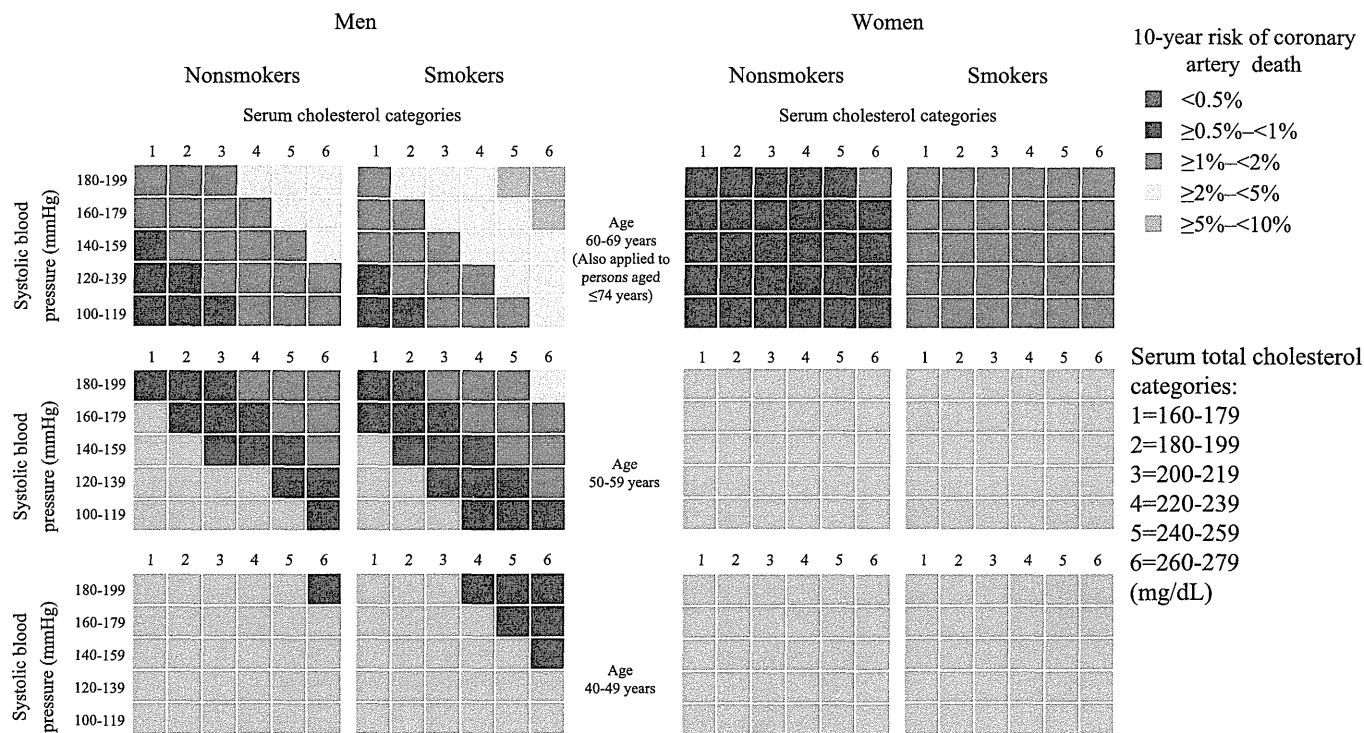 Men
Women
10-year risk of coronary
artery death
Nonsmokers
Smokers
Nonsmokers
Smokers
<0.5%
≥0.5%–<1%
≥1%–<2%
≥2%–<5%
≥5%–<10%
Serum cholesterol categories
Serum cholesterol categories
1 2 3 4 5 6
1 2 3 4 5 6
1 2 3 4 5 6
1 2 3 4 5 6
Systolic blood
pressure (mmHg)
180-199
160-179
140-159
120-139
100-119
Age
60-69 years
(Also applied to
persons aged
≤74 years)
1 2 3 4 5 6
1 2 3 4 5 6
1 2 3 4 5 6
1 2 3 4 5 6
Systolic blood
pressure (mmHg)
180-199
160-179
140-159
120-139
100-119
Age
50-59 years
Serum total cholesterol
categories:
1=160-179
2=180-199
3=200-219
4=220-239
5=240-259
6=260-279
(mg/dL)
1 2 3 4 5 6
1 2 3 4 5 6
1 2 3 4 5 6
1 2 3 4 5 6
Systolic blood
pressure (mmHg)
180-199
160-179
140-159
120-139
100-119
Age
40-49 years